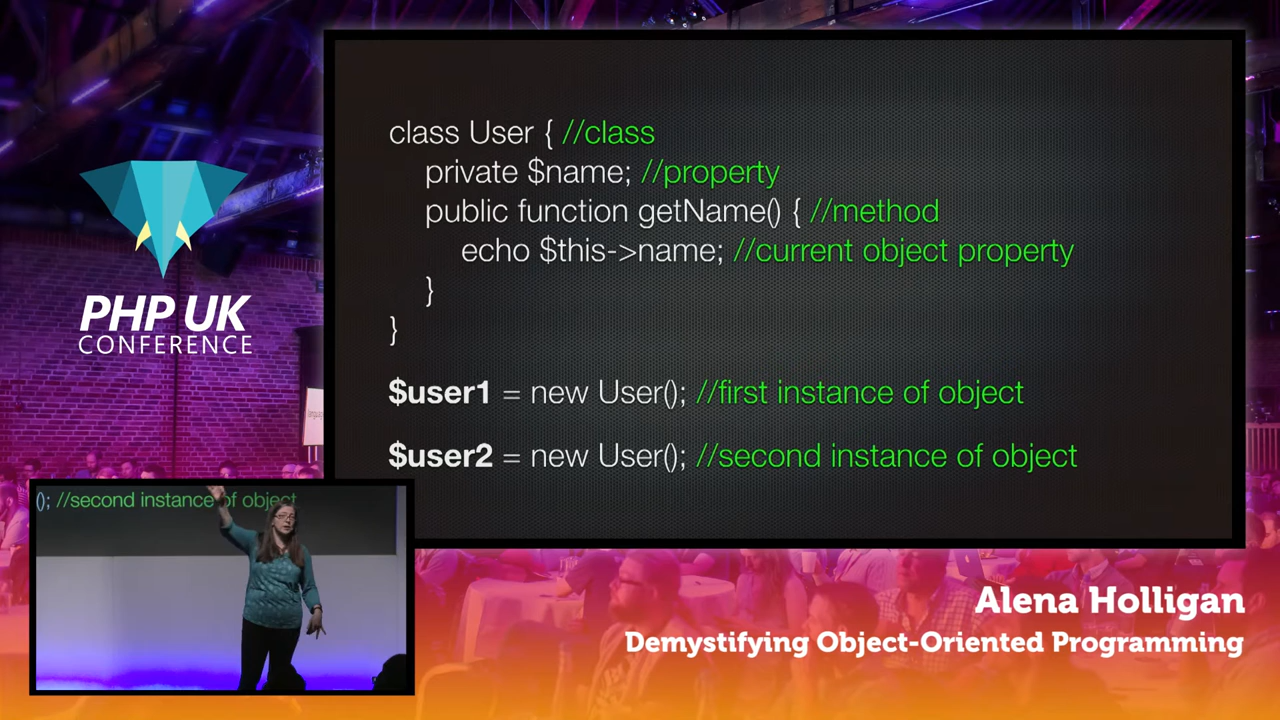 class User { //class
private $name; //property
public function getName() { //method
echo $this->name; //current object property
}
}
$user1 = new User(); //first instance of object
$user2 = new User(); //second instance of object
PHP UK
CONFERENCE
(); //second instance of object
Alena Holligan
Demystifying Object-Oriented Programming